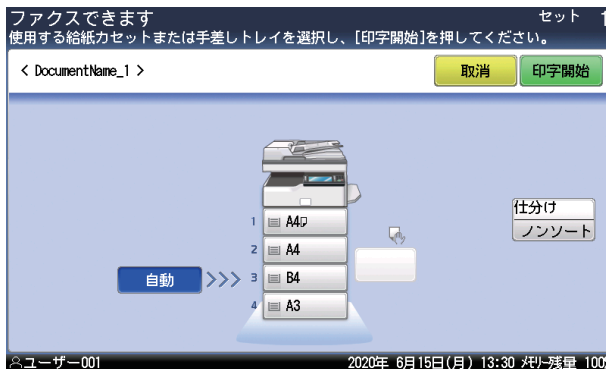 ファクスできます セット 1
使用する給紙カセットまたは手差しトレイを選択し、[印字開始]を押してください。
< DocumentName_1 >
取消
印字開始
1 A4
2 A4
自動 >>> 3 B4
4 A3
仕分け
ノンソート
ユーザー001
2020年 6月15日(月) 13:30 メモリー残量 100%